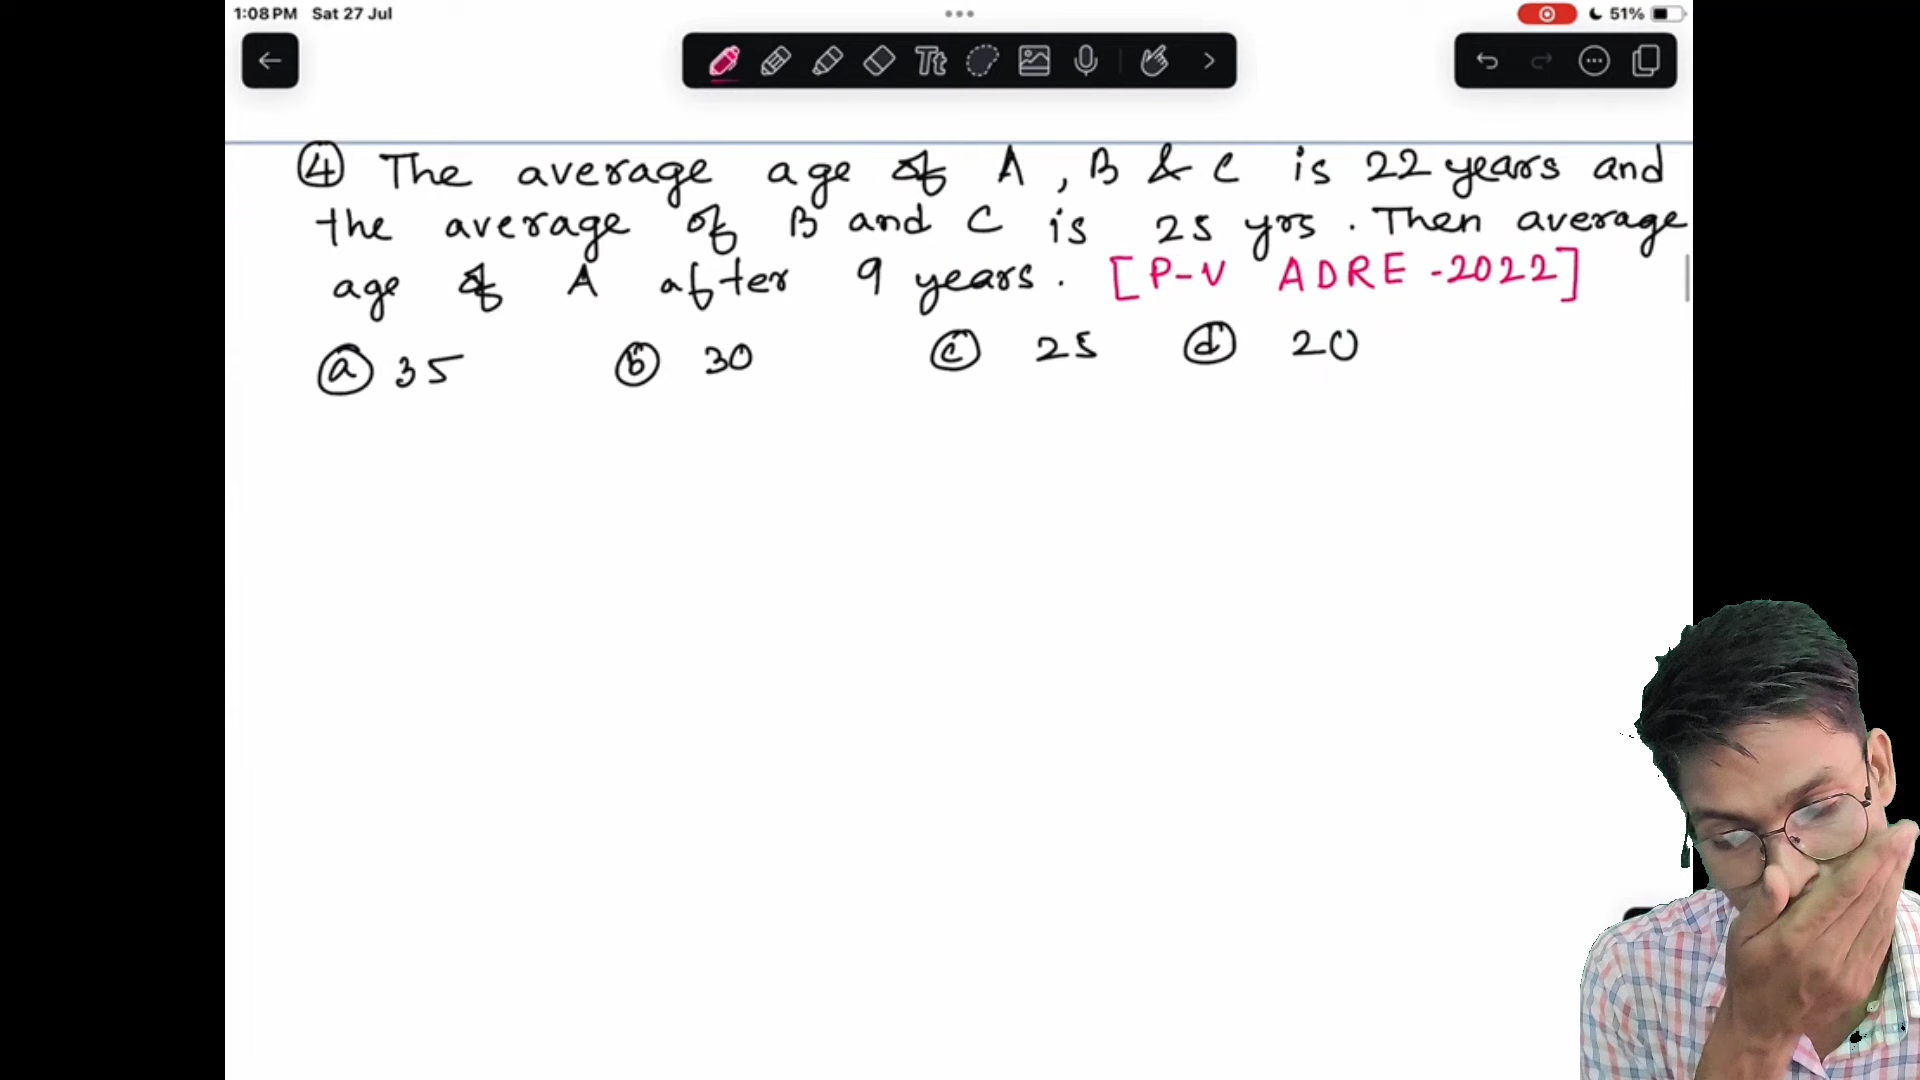 1:08 PM Sat 27 Jul
51%
Tt
④ The average age of A, B & C is 22 years and
the average of B and C is 25 yrs. Then average
age of A after 9 years. [P-V ADRE -2022]
ⓐ 35 ⓑ 30 ⓒ 25 ⓓ 20